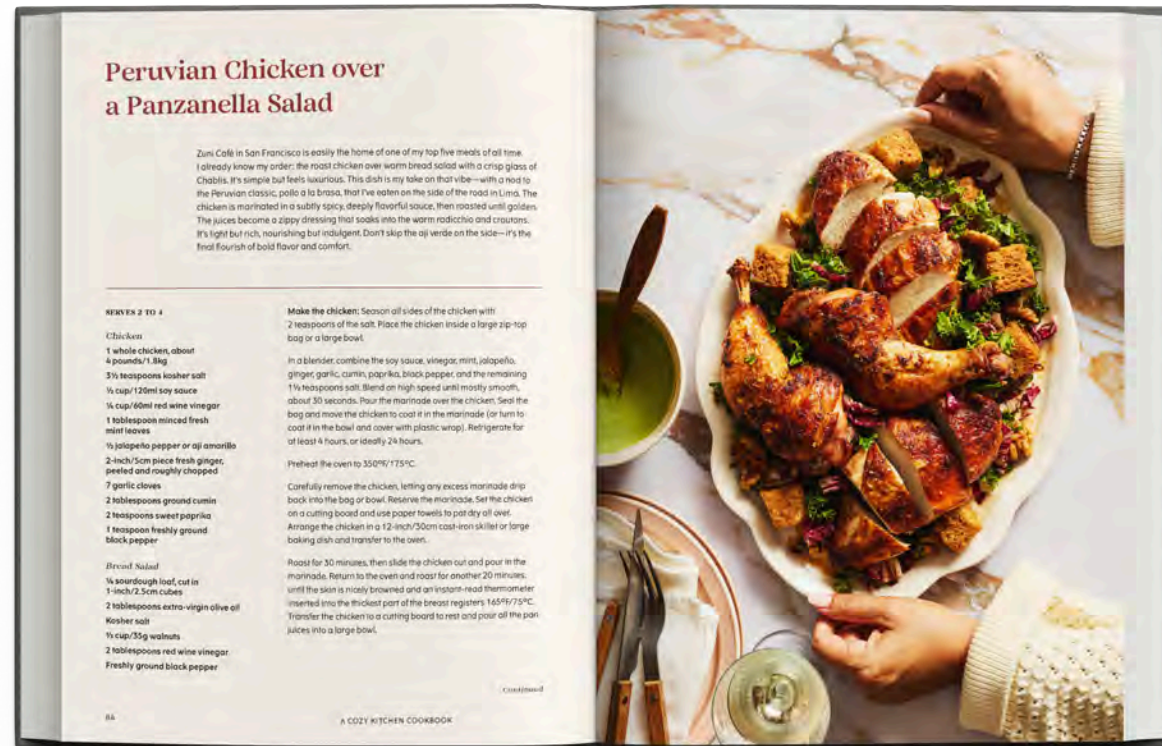 Peruvian Chicken over
a Panzanella Salad
Zuni Café in San Francisco is easily the home of one of my top five meals of all time.
I already know my order: the roast chicken over warm bread salad with a crisp glass of
Chablis. It's simple but feels luxurious. This dish is my take on that vibe—with a nod to
the Peruvian classic, pollo a la brasa, that I've eaten on the side of the road in Lima. The
chicken is marinated in a subtly spicy, deeply flavorful sauce, then roasted until golden.
The juices become a zippy dressing that soaks into the warm radicchio and croutons.
It's light but rich, nourishing but indulgent. Don't skip the aji verde on the side—it's the
final flourish of bold flavor and comfort.
SERVES 2 TO 4
Chicken
1 whole chicken, about
4 pounds/1.8kg
3½ teaspoons kosher salt
½ cup/120ml soy sauce
¼ cup/60ml red wine vinegar
1 tablespoon minced fresh
mint leaves
½ jalapeño pepper or aji amarillo
2-inch/5cm piece fresh ginger,
peeled and roughly chopped
7 garlic cloves
2 tablespoons ground cumin
2 teaspoons sweet paprika
1 teaspoon freshly ground
black pepper
Bread Salad
sourdough loaf, cut in
1-inch/2.5cm cubes
2 tablespoons extra-virgin olive oil
Kosher salt
⅓ cup/35g walnuts
2 tablespoons red wine vinegar
Freshly ground black pepper
Make the chicken: Season all sides of the chicken with
2 teaspoons of the salt. Place the chicken inside a large zip-top
bag or a large bowl.
In a blender, combine the soy sauce, vinegar, mint, jalapeño,
ginger, garlic, cumin, paprika, black pepper, and the remaining
1½ teaspoons salt. Blend on high speed until mostly smooth,
about 30 seconds. Pour the marinade over the chicken. Seal the
bag and move the chicken to coat it in the marinade (or turn to
coat it in the bowl and cover with plastic wrap). Refrigerate for
at least 4 hours, or ideally 24 hours.
Preheat the oven to 350°F/175°C.
Carefully remove the chicken, letting any excess marinade drip
back into the bag or bowl. Reserve the marinade. Set the chicken
on a cutting board and use paper towels to pat dry all over.
Arrange the chicken in a 12-inch/30cm cast-iron skillet or large
baking dish and transfer to the oven.
Roast for 30 minutes, then slide the chicken out and pour in the
marinade. Return to the oven and roast for another 20 minutes,
until the skin is nicely browned and an instant-read thermometer
inserted into the thickest part of the breast registers 165°F/75°C.
Transfer the chicken to a cutting board to rest and pour all the pan
juices into a large bowl.
Continued
A COZY KITCHEN COOKBOOK